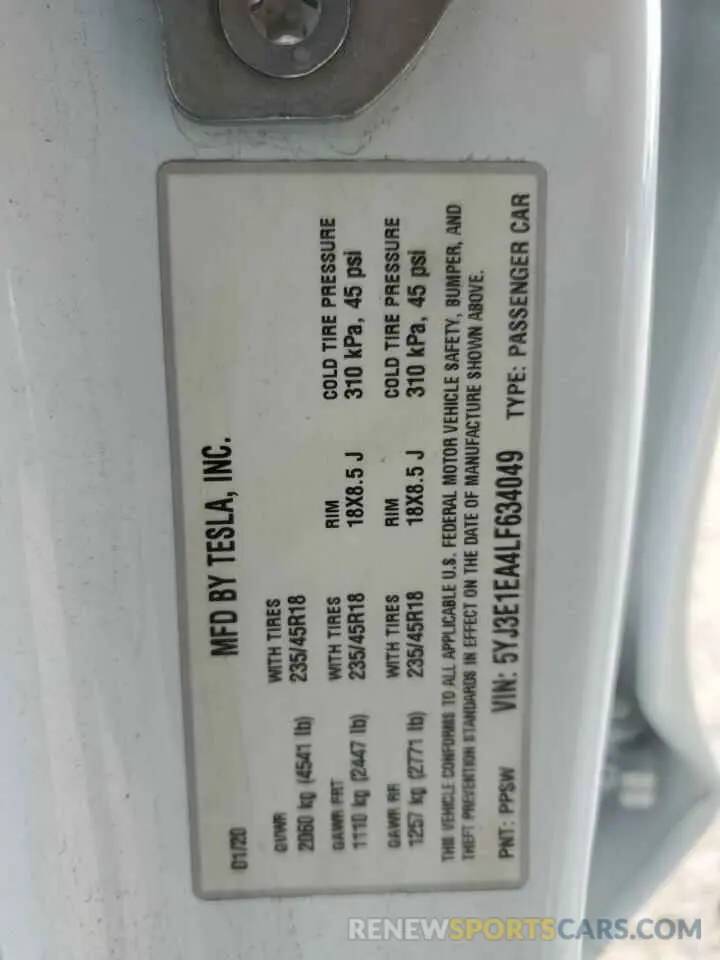 MFD BY TESLA, INC.
01/20
GVWR WITH TIRES
2060 kg (4541 lb) 235/45R18
GAWR FRT WITH TIRES RIM COLD TIRE PRESSURE
1110 kg (2447 lb) 235/45R18 18X8.5 J 310 kPa, 45 psi
GAWR RR WITH TIRES RIM COLD TIRE PRESSURE
1257 kg (2771 lb) 235/45R18 18X8.5 J 310 kPa, 45 psi
THIS VEHICLE CONFORMS TO ALL APPLICABLE U.S. FEDERAL MOTOR VEHICLE SAFETY, BUMPER, AND
THEFT PREVENTION STANDARDS IN EFFECT ON THE DATE OF MANUFACTURE SHOWN ABOVE.
PNT: PPSW VIN: 5YJ3E1EA4LF634049 TYPE: PASSENGER CAR
RENEWSPORTSCARS.COM